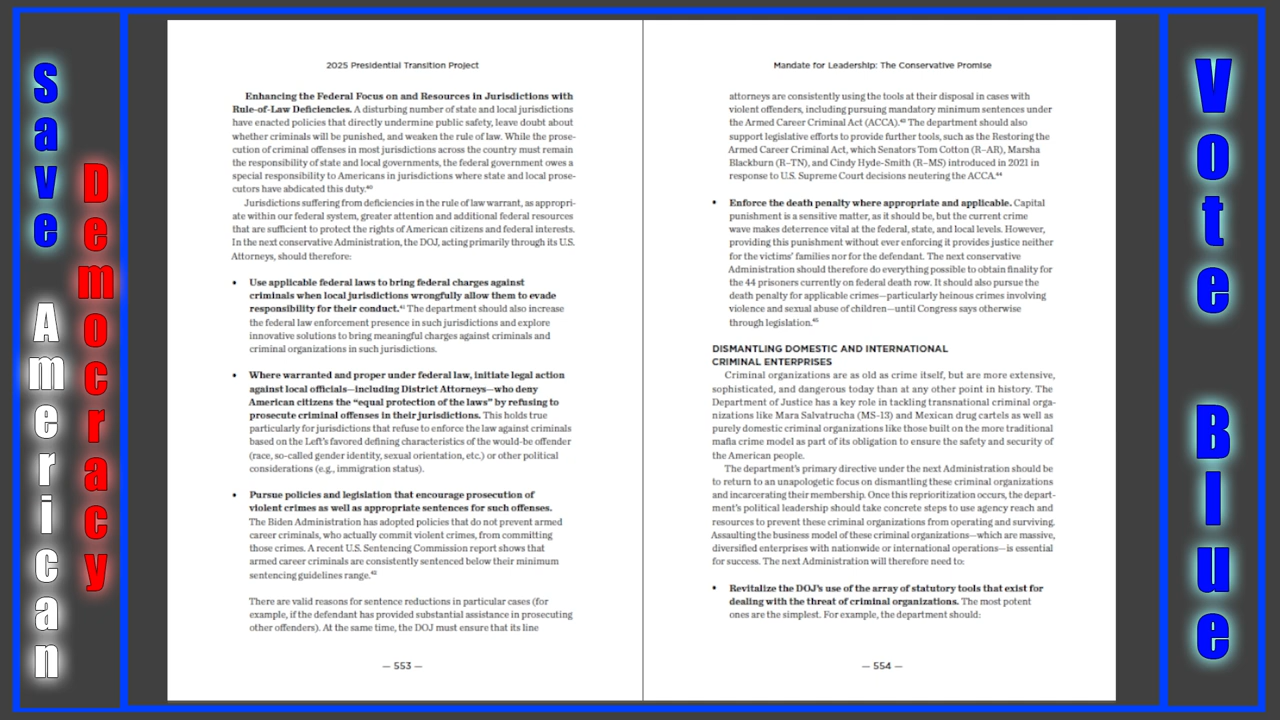 Save American
Democracy
2025 Presidential Transition Project
Enhancing the Federal Focus on and Resources in Jurisdictions with
Rule-of-Law Deficiencies. A disturbing number of state and local jurisdictions
have enacted policies that directly undermine public safety, leave doubt about
whether criminals will be punished, and weaken the rule of law. While the prose-
cution of criminal offenses in most jurisdictions across the country must remain
the responsibility of state and local governments, the federal government owes a
special responsibility to Americans in jurisdictions where state and local prose-
cutors have abdicated this duty.⁴⁰
Jurisdictions suffering from deficiencies in the rule of law warrant, as appropri-
ate within our federal system, greater attention and additional federal resources
that are sufficient to protect the rights of American citizens and federal interests.
In the next conservative Administration, the DOJ, acting primarily through its U.S.
Attorneys, should therefore:
• Use applicable federal laws to bring federal charges against
criminals when local jurisdictions wrongfully allow them to evade
responsibility for their conduct.⁴¹ The department should also increase
the federal law enforcement presence in such jurisdictions and explore
innovative solutions to bring meaningful charges against criminals and
criminal organizations in such jurisdictions.
• Where warranted and proper under federal law, initiate legal action
against local officials—including District Attorneys—who deny
American citizens the “equal protection of the laws” by refusing to
prosecute criminal offenses in their jurisdictions. This holds true
particularly for jurisdictions that refuse to enforce the law against criminals
based on the Left’s favored defining characteristics of the would-be offender
(race, so-called gender identity, sexual orientation, etc.) or other political
considerations (e.g., immigration status).
• Pursue policies and legislation that encourage prosecution of
violent crimes as well as appropriate sentences for such offenses.
The Biden Administration has adopted policies that do not prevent armed
career criminals, who actually commit violent crimes, from committing
those crimes. A recent U.S. Sentencing Commission report shows that
armed career criminals are consistently sentenced below their minimum
sentencing guidelines range.⁴²
There are valid reasons for sentence reductions in particular cases (for
example, if the defendant has provided substantial assistance in prosecuting
other offenders). At the same time, the DOJ must ensure that its line
— 553 —
Mandate for Leadership: The Conservative Promise
attorneys are consistently using the tools at their disposal in cases with
violent offenders, including pursuing mandatory minimum sentences under
the Armed Career Criminal Act (ACCA).⁴³ The department should also
support legislative efforts to provide further tools, such as the Restoring the
Armed Career Criminal Act, which Senators Tom Cotton (R–AR), Marsha
Blackburn (R–TN), and Cindy Hyde-Smith (R–MS) introduced in 2021 in
response to U.S. Supreme Court decisions neutering the ACCA.⁴⁴
• Enforce the death penalty where appropriate and applicable. Capital
punishment is a sensitive matter, as it should be, but the current crime
wave makes deterrence vital at the federal, state, and local levels. However,
providing this punishment without ever enforcing it provides justice neither
for the victims’ families nor for the defendant. The next conservative
Administration should therefore do everything possible to obtain finality for
the 44 prisoners currently on federal death row. It should also pursue the
death penalty for applicable crimes—particularly heinous crimes involving
violence and sexual abuse of children—until Congress says otherwise
through legislation.⁴⁵
DISMANTLING DOMESTIC AND INTERNATIONAL
CRIMINAL ENTERPRISES
Criminal organizations are as old as crime itself, but are more extensive,
sophisticated, and dangerous today than at any other point in history. The
Department of Justice has a key role in tackling transnational criminal orga-
nizations like Mara Salvatrucha (MS-13) and Mexican drug cartels as well as
purely domestic criminal organizations like those built on the more traditional
mafia crime model as part of its obligation to ensure the safety and security of
the American people.
The department’s primary directive under the next Administration should be
to return to an unapologetic focus on dismantling these criminal organizations
and incarcerating their membership. Once this reprioritization occurs, the depart-
ment’s political leadership should take concrete steps to use agency reach and
resources to prevent these criminal organizations from operating and surviving.
Assaulting the business model of these criminal organizations—which are massive,
diversified enterprises with nationwide or international operations—is essential
for success. The next Administration will therefore need to:
• Revitalize the DOJ’s use of the array of statutory tools that exist for
dealing with the threat of criminal organizations. The most potent
ones are the simplest. For example, the department should:
— 554 —
Vote Blue